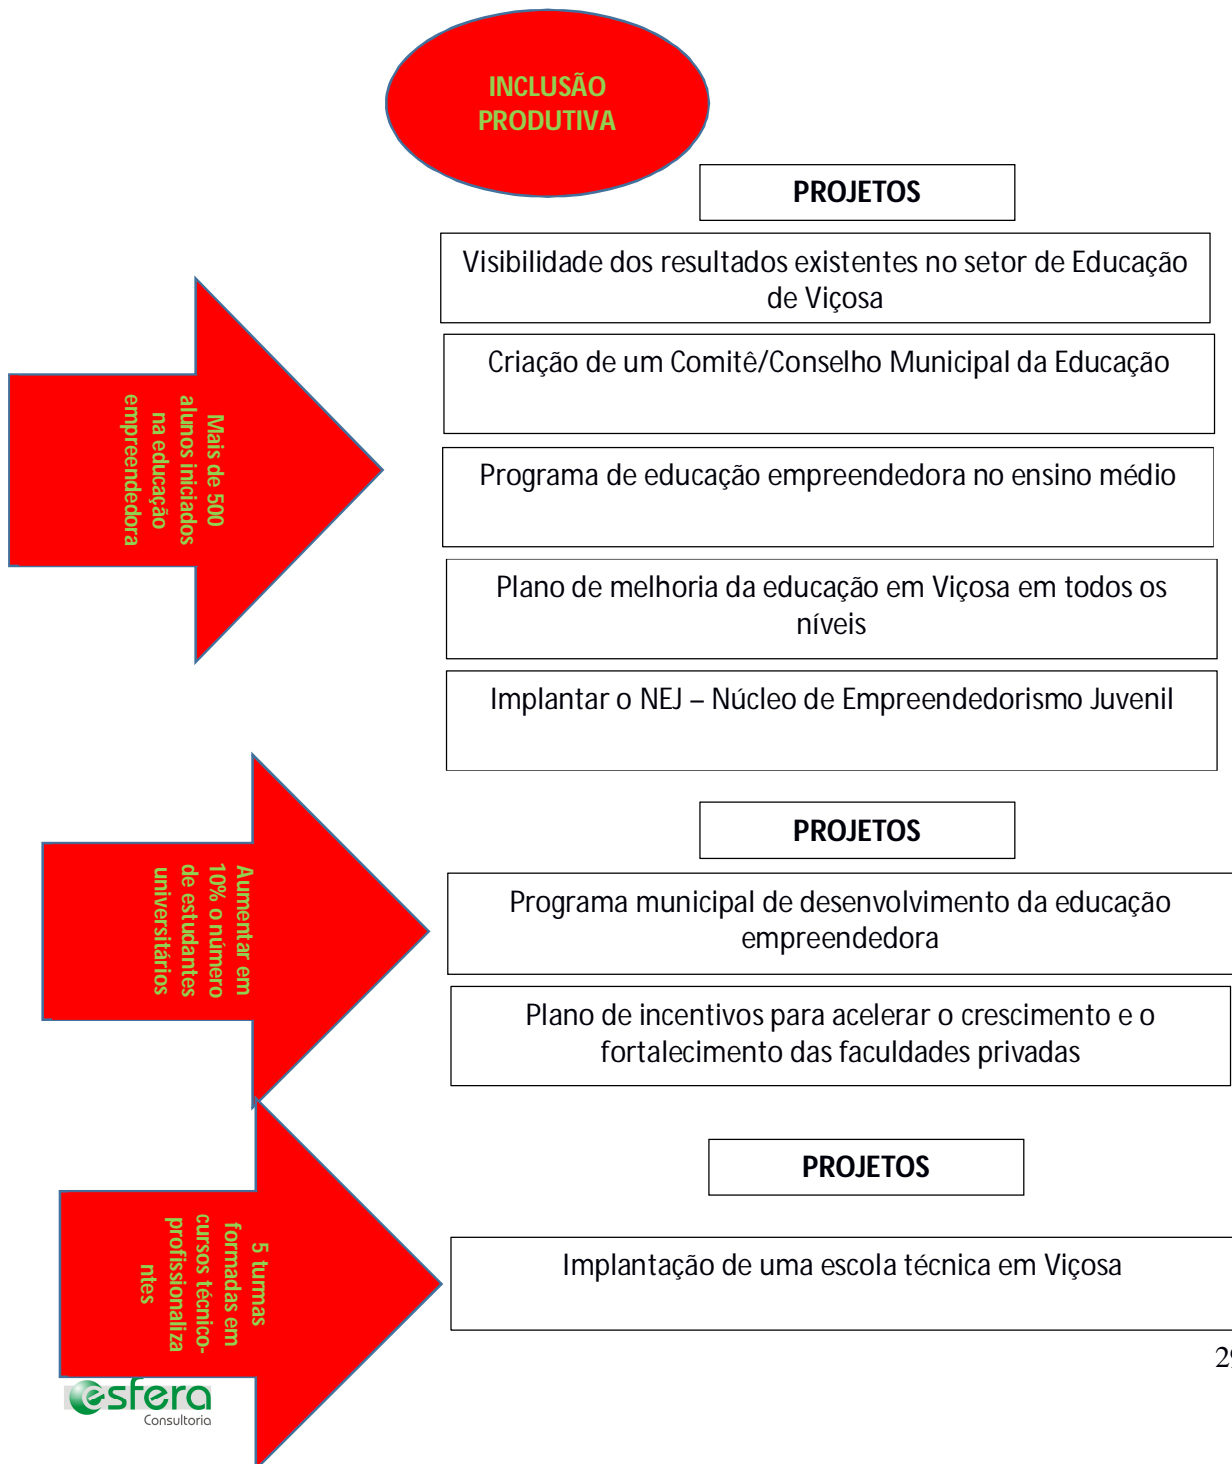 INCLUSÃO
PRODUTIVA
PROJETOS
Visibilidade dos resultados existentes no setor de Educação
de Viçosa
Criação de um Comitê/Conselho Municipal da Educação
Mais de 500
alunos iniciados
na educação
empreendedora
Programa de educação empreendedora no ensino médio
Plano de melhoria da educação em Viçosa em todos os
níveis
Implantar o NEJ – Núcleo de Empreendedorismo Juvenil
PROJETOS
Aumentar em
10% o número
de estudantes
universitários
Programa municipal de desenvolvimento da educação
empreendedora
Plano de incentivos para acelerar o crescimento e o
fortalecimento das faculdades privadas
PROJETOS
5 turmas
formadas em
cursos técnico-
profissionaliza
ntes
Implantação de uma escola técnica em Viçosa
esfera
Consultoria